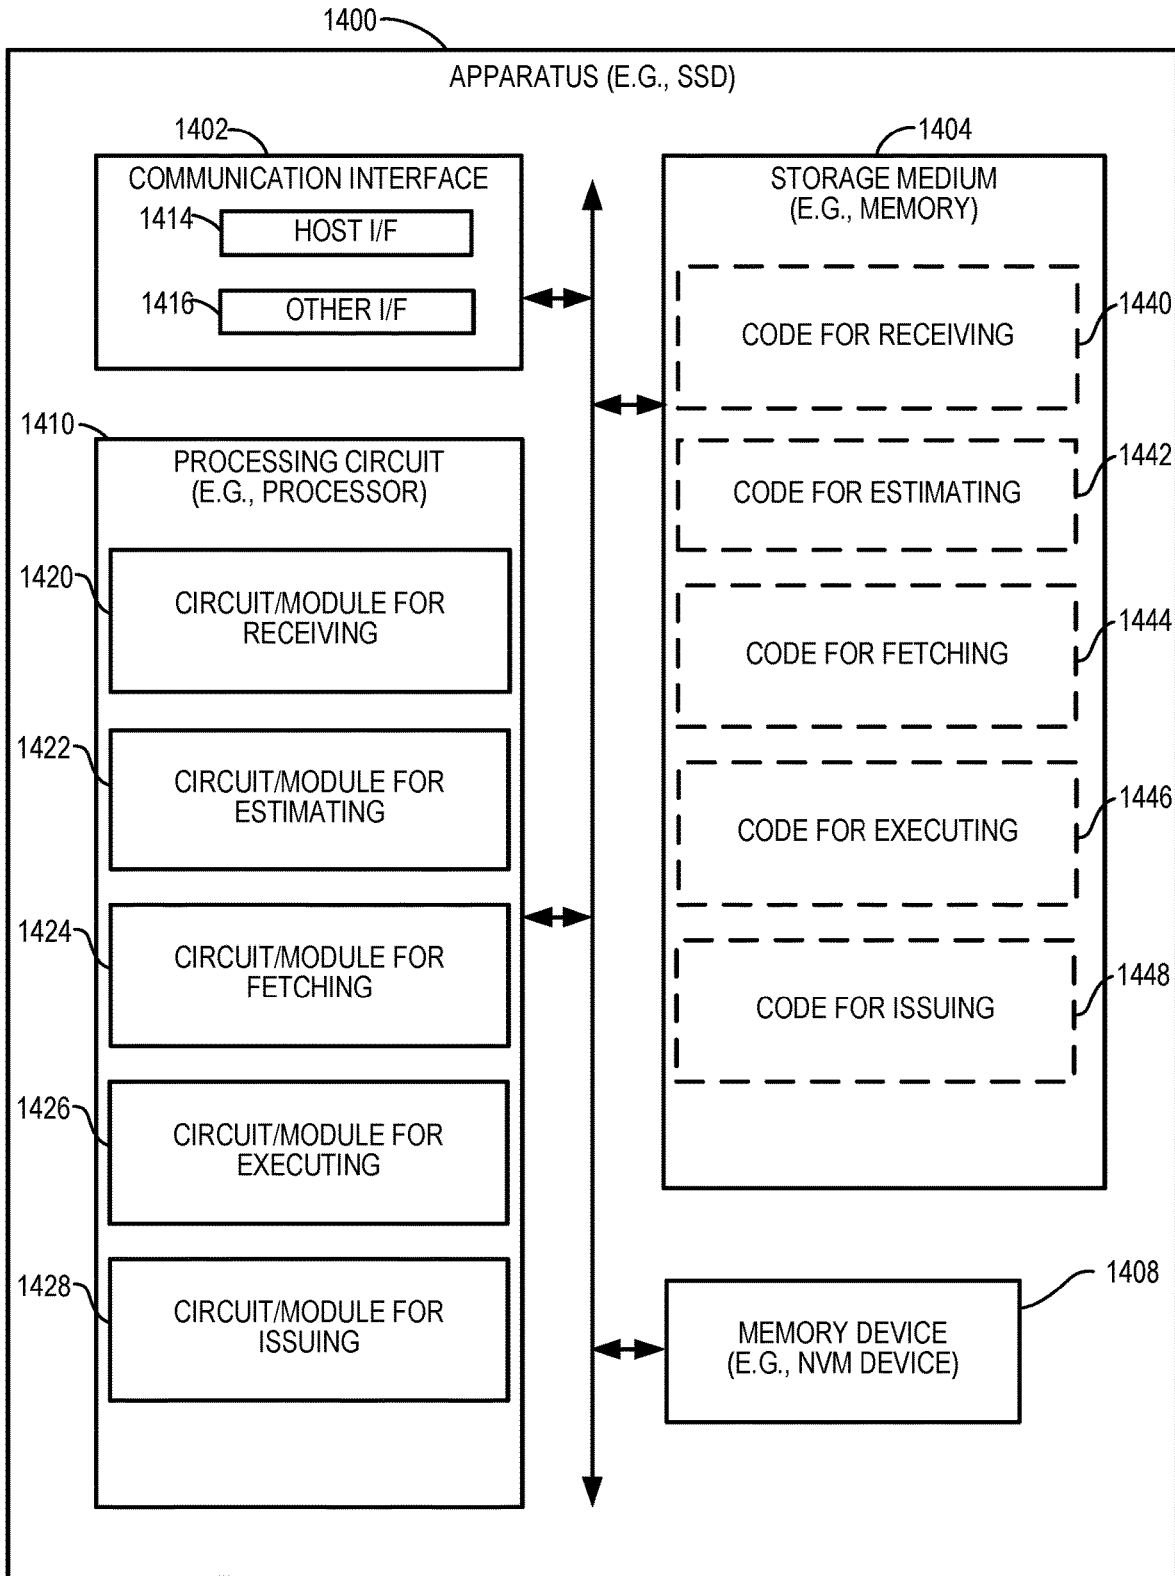 1400
APPARATUS (E.G., SSD)
1402
COMMUNICATION INTERFACE
1414
HOST I/F
1416
OTHER I/F
1410
PROCESSING CIRCUIT
(E.G., PROCESSOR)
1420
CIRCUIT/MODULE FOR
RECEIVING
1422
CIRCUIT/MODULE FOR
ESTIMATING
1424
CIRCUIT/MODULE FOR
FETCHING
1426
CIRCUIT/MODULE FOR
EXECUTING
1428
CIRCUIT/MODULE FOR
ISSUING
1404
STORAGE MEDIUM
(E.G., MEMORY)
1440
CODE FOR RECEIVING
1442
CODE FOR ESTIMATING
1444
CODE FOR FETCHING
1446
CODE FOR EXECUTING
1448
CODE FOR ISSUING
1408
MEMORY DEVICE
(E.G., NVM DEVICE)